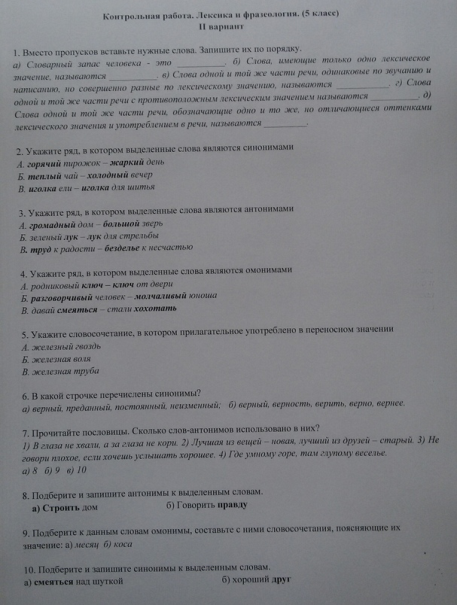 Контрольная работа. Лексика и фразеология. (5 класс)
II вариант
1. Вместо пропусков вставьте нужные слова. Запишите их по порядку.
а) Словарный запас человека - это ________. б) Слова, имеющие только одно лексическое
значение, называются ________. в) Слова одной и той же части речи, одинаковые по звучанию и
написанию, но совершенно разные по лексическому значению, называются ________. г) Слова
одной и той же части речи с противоположным лексическим значением называются ________, д)
Слова одной и той же части речи, обозначающие одно и то же, но отличающиеся оттенками
лексического значения и употреблением в речи, называются ________.
2. Укажите ряд, в котором выделенные слова являются синонимами
А. горячий пирожок – жаркий день
Б. теплый чай – холодный вечер
В. иголка ели – иголка для шитья
3. Укажите ряд, в котором выделенные слова являются антонимами
А. громадный дом – большой зверь
Б. зеленый лук – лук для стрельбы
В. труд к радости – безделье к несчастью
4. Укажите ряд, в котором выделенные слова являются омонимами
А. родниковый ключ – ключ от двери
Б. разговорчивый человек – молчаливый юноша
В. давай смеяться – стали хохотать
5. Укажите словосочетание, в котором прилагательное употреблено в переносном значении
А. железный гвоздь
Б. железная воля
В. железная труба
6. В какой строчке перечислены синонимы?
а) верный, преданный, постоянный, неизменный; б) верный, верность, верить, верно, вернее.
7. Прочитайте пословицы. Сколько слов-антонимов использовано в них?
1) В глаза не хвали, а за глаза не кори. 2) Лучшая из вещей – новая, лучший из друзей – старый. 3) Не
говори плохое, если хочешь услышать хорошее. 4) Где умному горе, там глупому веселье.
а) 8 б) 9 в) 10
8. Подберите и запишите антонимы к выделенным словам.
а) Строить дом б) Говорить правду
9. Подберите к данным словам омонимы, составьте с ними словосочетания, поясняющие их
значение: а) месяц б) коса
10. Подберите и запишите синонимы к выделенным словам.
а) смеяться над шуткой б) хороший друг